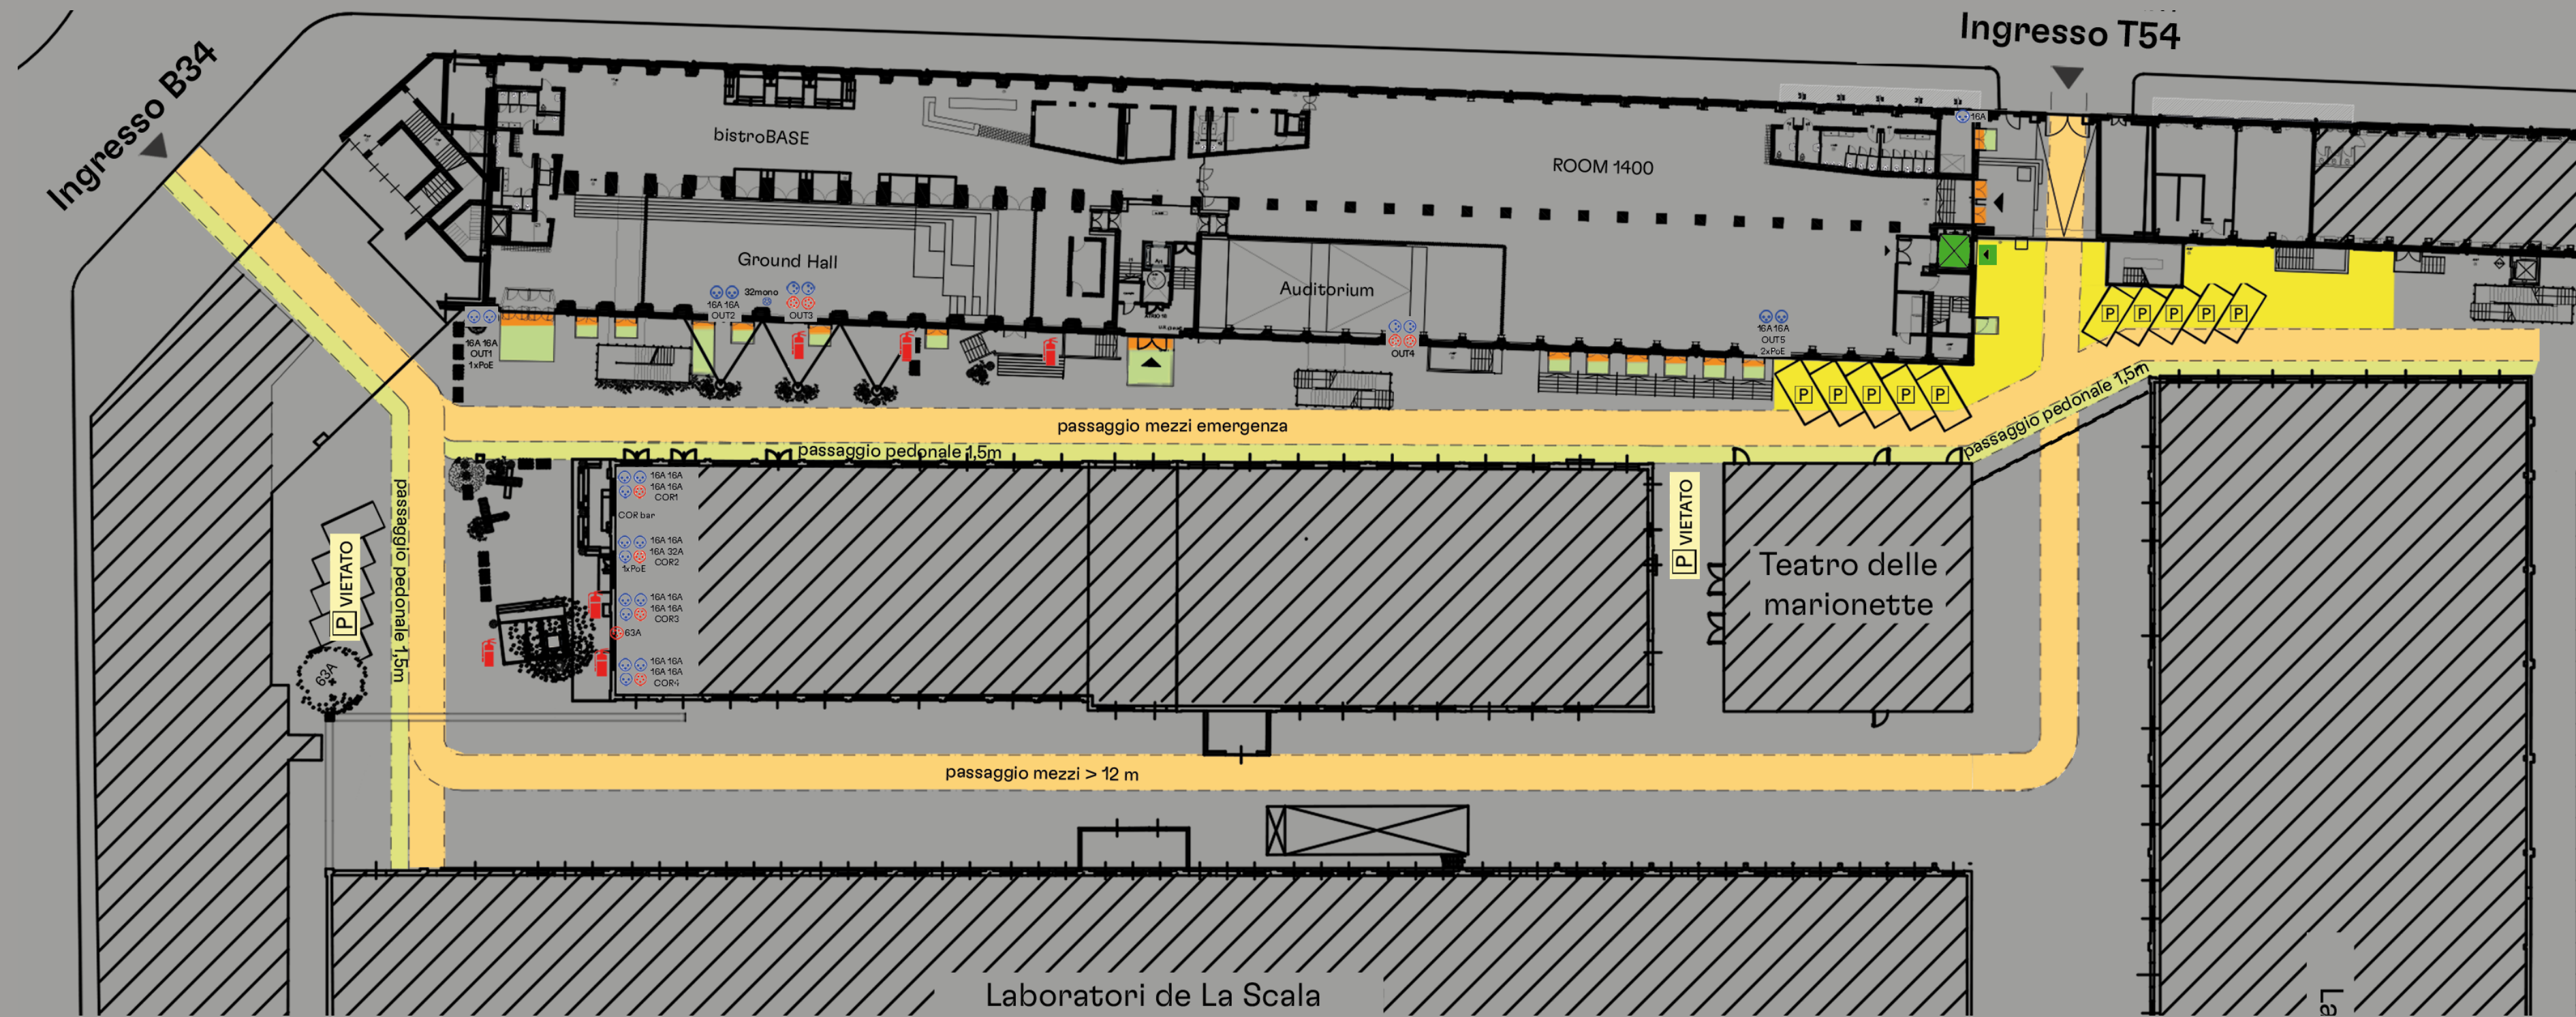 Ingresso B34
Ingresso T54
bistroBASE
ROOM 1400
16A
Ground Hall
Auditorium
16A 16A
OUT1
1xPoE
16A 16A
OUT2
32mono
OUT3
OUT4
16A 16A
OUT5
2xPoE
P
P
P
P
P
P
P
P
P
P
passaggio mezzi emergenza
passaggio pedonale 1,5m
passaggio pedonale 1,5m
passaggio pedonale 1,5m
16A 16A
16A 16A
COR1
COR bar
16A 16A
16A 32A
COR2
1xPoE
16A 16A
16A 16A
COR3
63A
16A 16A
16A 16A
COR4
P VIETATO
63A
P VIETATO
Teatro delle
marionette
passaggio mezzi > 12 m
Laboratori de La Scala
La